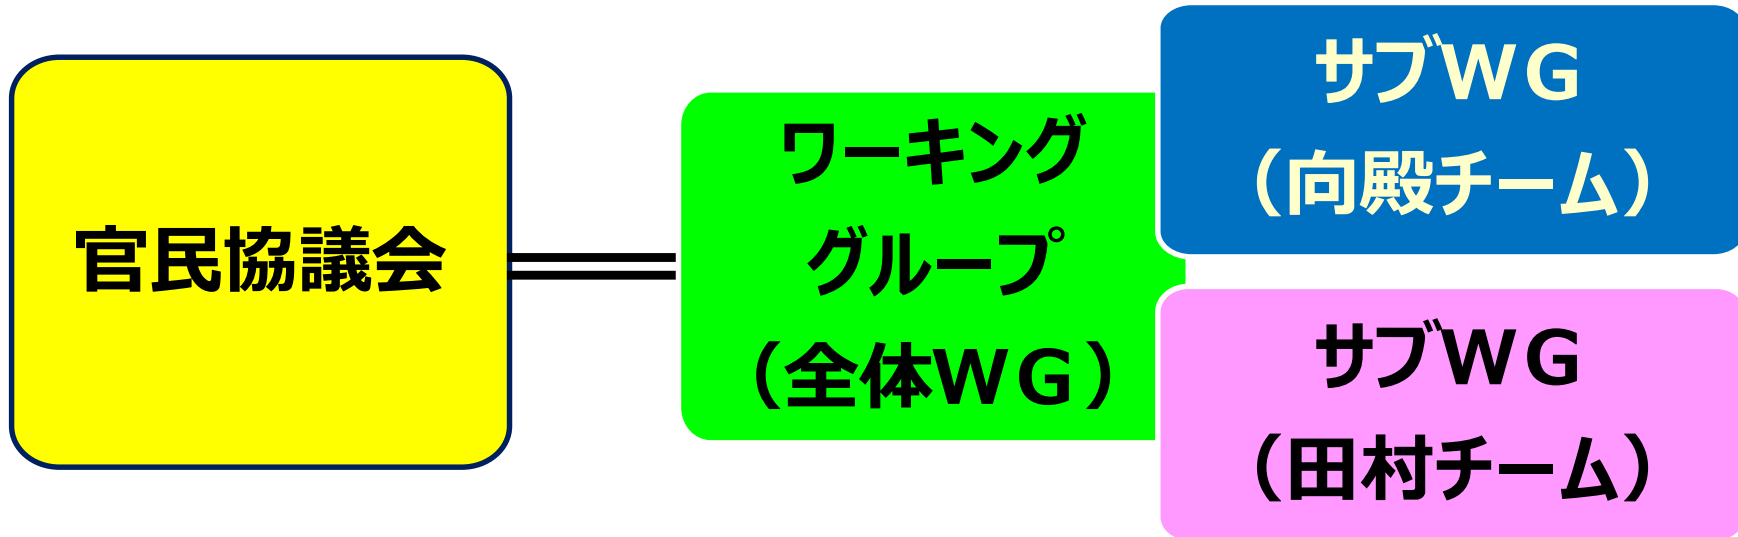 官民協議会
ワーキング
グループ
（全体WG）
サブWG
（向殿チーム）
サブWG
（田村チーム）